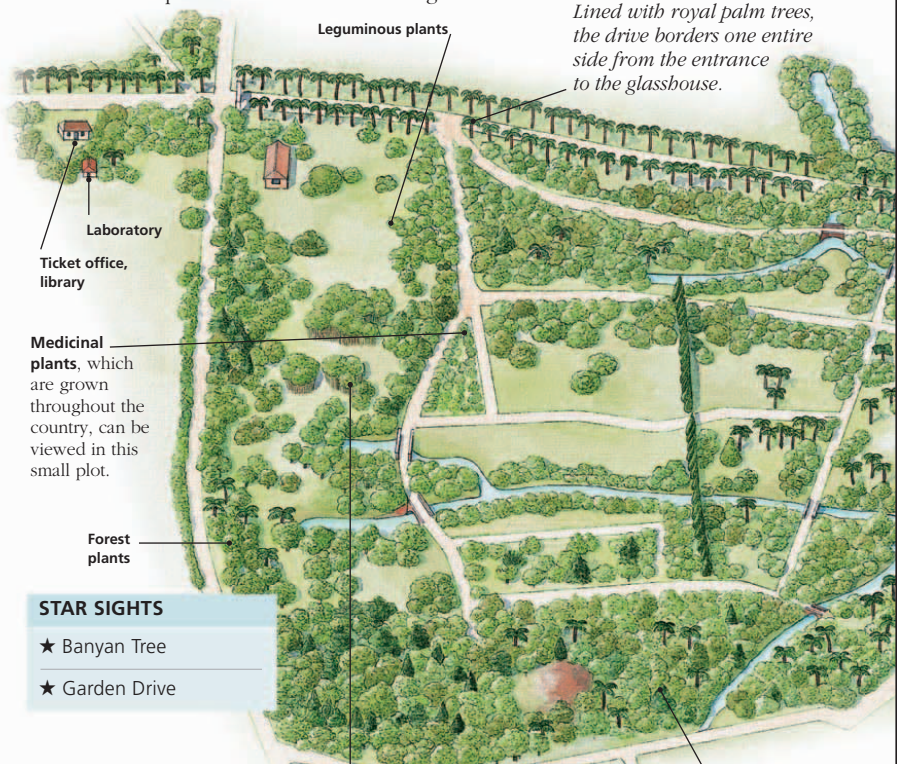 Leguminous plants
Lined with royal palm trees,
the drive borders one entire
side from the entrance
to the glasshouse.
Laboratory
Ticket office,
library
Medicinal
plants, which
are grown
throughout the
country, can be
viewed in this
small plot.
Forest
plants
STAR SIGHTS
★ Banyan Tree
★ Garden Drive